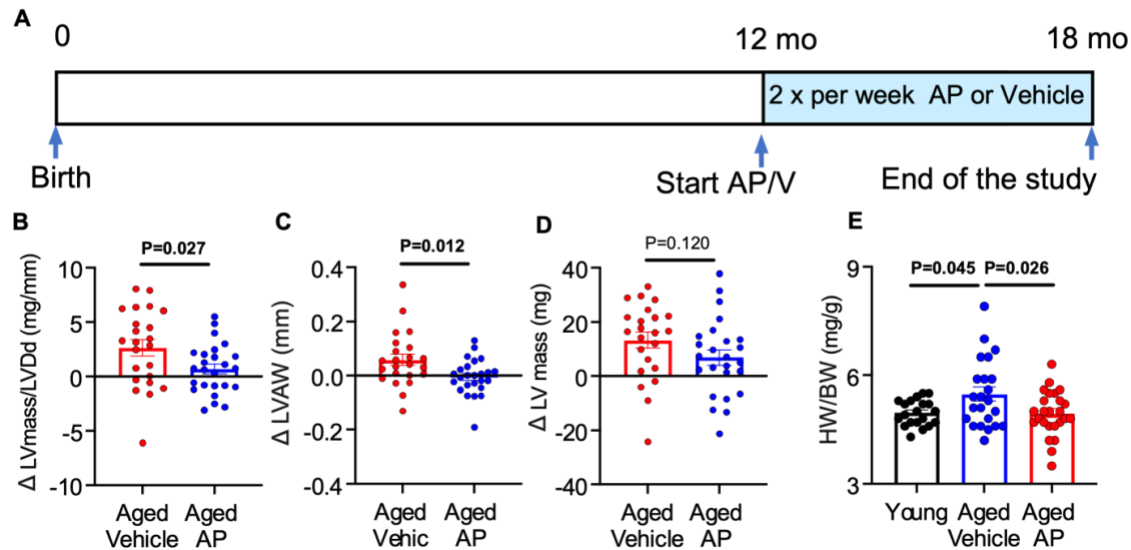 A
0
12 mo
18 mo
2 x per week AP or Vehicle
Birth
Start AP/V
End of the study
B
P=0.027
Δ LVmass/LVDd (mg/mm)
10
5
0
-5
-10
Aged
Vehicle
Aged
AP
C
P=0.012
Δ LVAW (mm)
0.4
0.2
0.0
-0.2
-0.4
Aged
Vehic
Aged
AP
D
P=0.120
Δ LV mass (mg)
40
20
0
-20
-40
Aged
Vehicle
Aged
AP
E
P=0.045
P=0.026
HW/BW (mg/g)
9
6
3
Young
Aged
Vehicle
Aged
AP